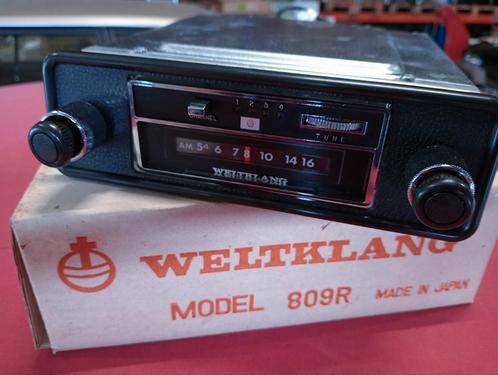 1 2 3 4
CHANNEL
TUNE
AM 54 6 7 8 10 14 16
WELTKLANG
WELTKLANG
MODEL 809R MADE IN JAPAN